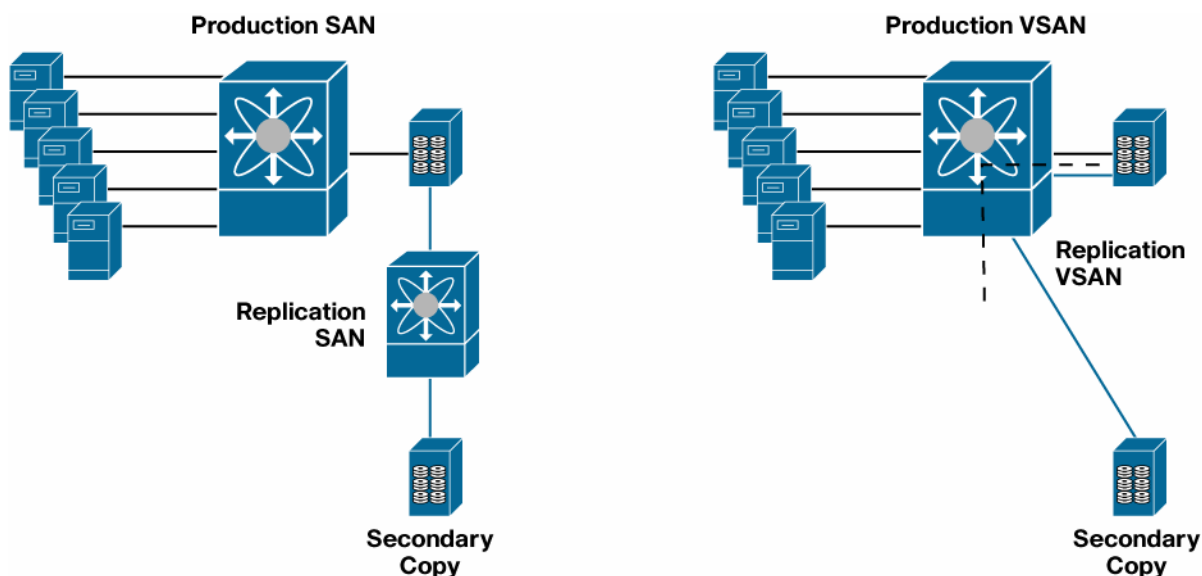 Production SAN
Replication
SAN
Secondary
Copy
Production VSAN
Replication
VSAN
Secondary
Copy